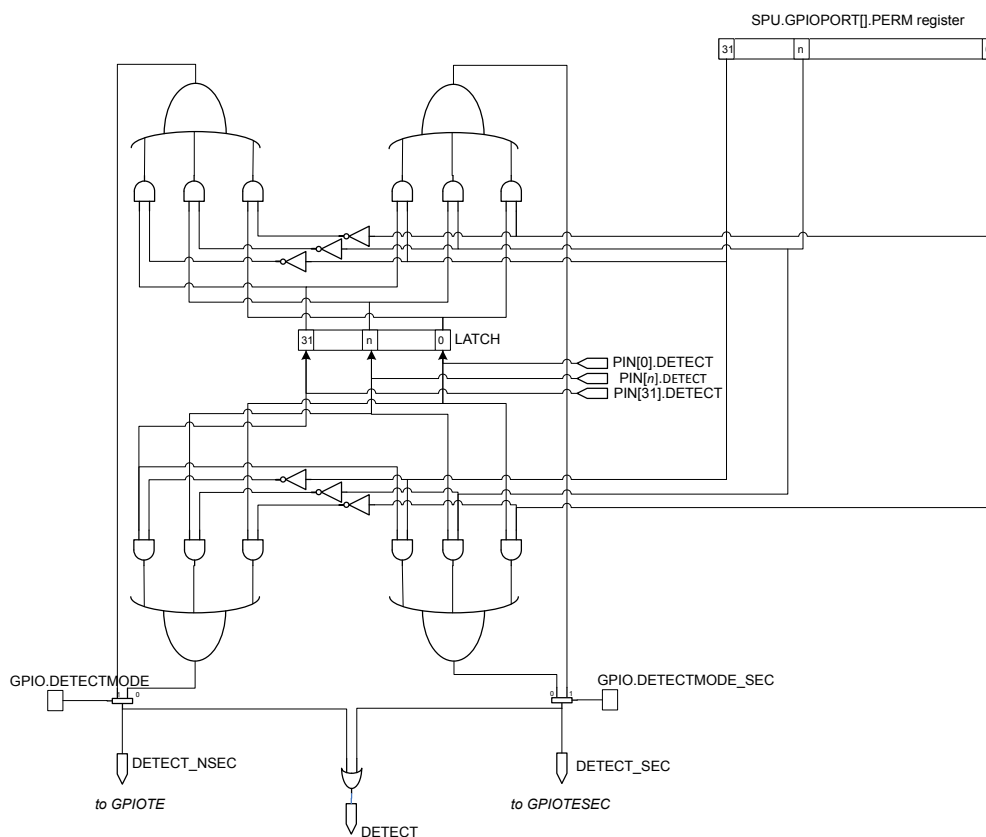 SPU.GPIOPORT[].PERM register
31
n
31
n
0
LATCH
PIN[0].DETECT
PIN[n].DETECT
PIN[31].DETECT
GPIO.DETECTMODE
1
0
0
1
GPIO.DETECTMODE_SEC
DETECT_NSEC
DETECT_SEC
to GPIOTE
to GPIOTESEC
DETECT